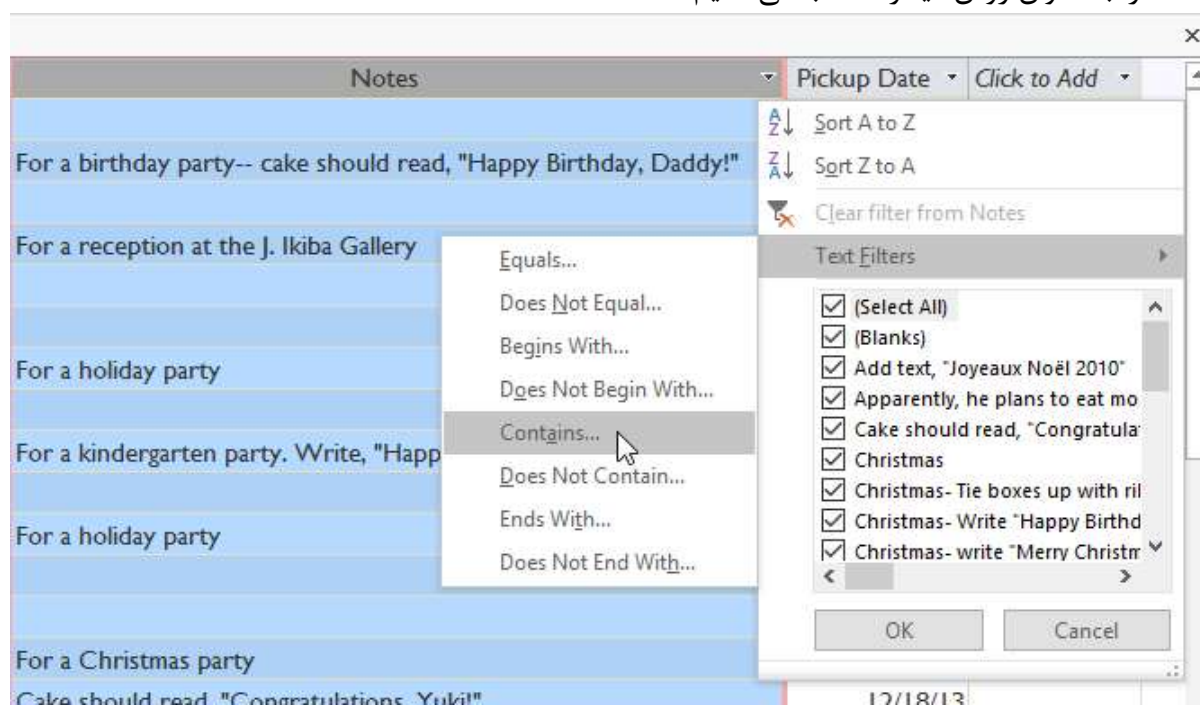 Notes Pickup Date Click to Add
Sort A to Z
For a birthday party-- cake should read, "Happy Birthday, Daddy!"
Sort Z to A
Clear filter from Notes
For a reception at the J. Ikiba Gallery
Text Filters
Equals...
Does Not Equal...
Begins With...
Does Not Begin With...
Contains...
Does Not Contain...
Ends With...
Does Not End With...
(Select All)
(Blanks)
Add text, "Joyeaux Noël 2010"
Apparently, he plans to eat mo
Cake should read, "Congratula
Christmas
Christmas- Tie boxes up with ril
Christmas- Write "Happy Birthd
Christmas- write "Merry Christm
OK Cancel
For a holiday party
For a kindergarten party. Write, "Happ
For a holiday party
For a Christmas party
Cake should read, "Congratulations, Yuki!" 12/18/13